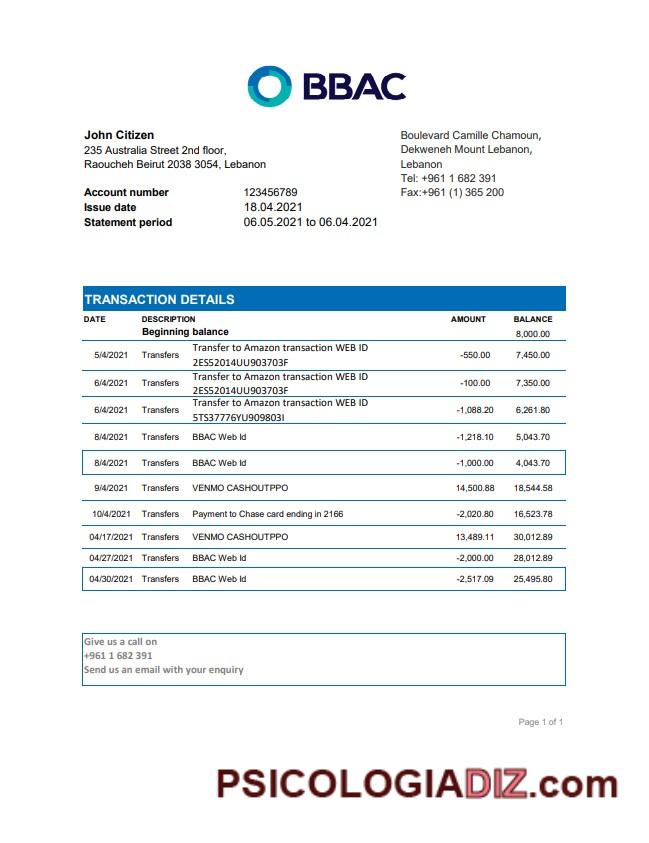 BBAC
John Citizen
235 Australia Street 2nd floor,
Raoucheh Beirut 2038 3054, Lebanon
Boulevard Camille Chamoun,
Dekweneh Mount Lebanon,
Lebanon
Tel: +961 1 682 391
Fax:+961 (1) 365 200
Account number 123456789
Issue date 18.04.2021
Statement period 06.05.2021 to 06.04.2021
TRANSACTION DETAILS
DATE DESCRIPTION AMOUNT BALANCE
Beginning balance 8,000.00
5/4/2021 Transfers Transfer to Amazon transaction WEB ID
2ES52014UU903703F -550.00 7,450.00
6/4/2021 Transfers Transfer to Amazon transaction WEB ID
2ES52014UU903703F -100.00 7,350.00
6/4/2021 Transfers Transfer to Amazon transaction WEB ID
5TS37776YU909803I -1,088.20 6,261.80
8/4/2021 Transfers BBAC Web Id -1,218.10 5,043.70
8/4/2021 Transfers BBAC Web Id -1,000.00 4,043.70
9/4/2021 Transfers VENMO CASHOUTPPO 14,500.88 18,544.58
10/4/2021 Transfers Payment to Chase card ending in 2166 -2,020.80 16,523.78
04/17/2021 Transfers VENMO CASHOUTPPO 13,489.11 30,012.89
04/27/2021 Transfers BBAC Web Id -2,000.00 28,012.89
04/30/2021 Transfers BBAC Web Id -2,517.09 25,495.80
Give us a call on
+961 1 682 391
Send us an email with your enquiry
Page 1 of 1
PSICOLOGIADIZ.com